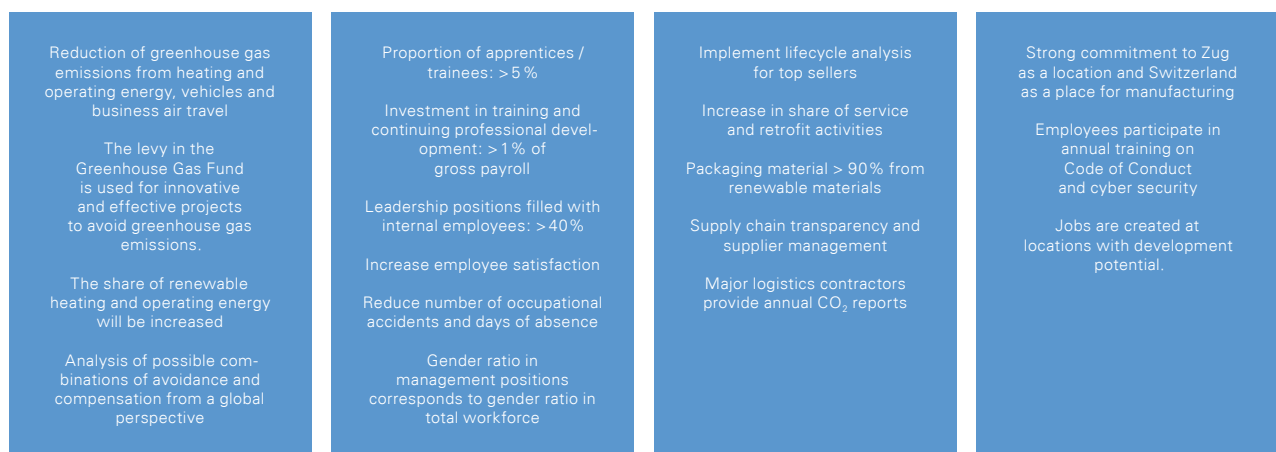 Reduction of greenhouse gas
emissions from heating and
operating energy, vehicles and
business air travel
The levy in the
Greenhouse Gas Fund
is used for innovative
and effective projects
to avoid greenhouse gas
emissions.
The share of renewable
heating and operating energy
will be increased
Analysis of possible com-
binations of avoidance and
compensation from a global
perspective
Proportion of apprentices /
trainees: >5%
Investment in training and
continuing professional devel-
opment: >1% of
gross payroll
Leadership positions filled with
internal employees: >40%
Increase employee satisfaction
Reduce number of occupational
accidents and days of absence
Gender ratio in
management positions
corresponds to gender ratio in
total workforce
Implement lifecycle analysis
for top sellers
Increase in share of service
and retrofit activities
Packaging material > 90% from
renewable materials
Supply chain transparency and
supplier management
Major logistics contractors
provide annual CO₂ reports
Strong commitment to Zug
as a location and Switzerland
as a place for manufacturing
Employees participate in
annual training on
Code of Conduct
and cyber security
Jobs are created at
locations with development
potential.